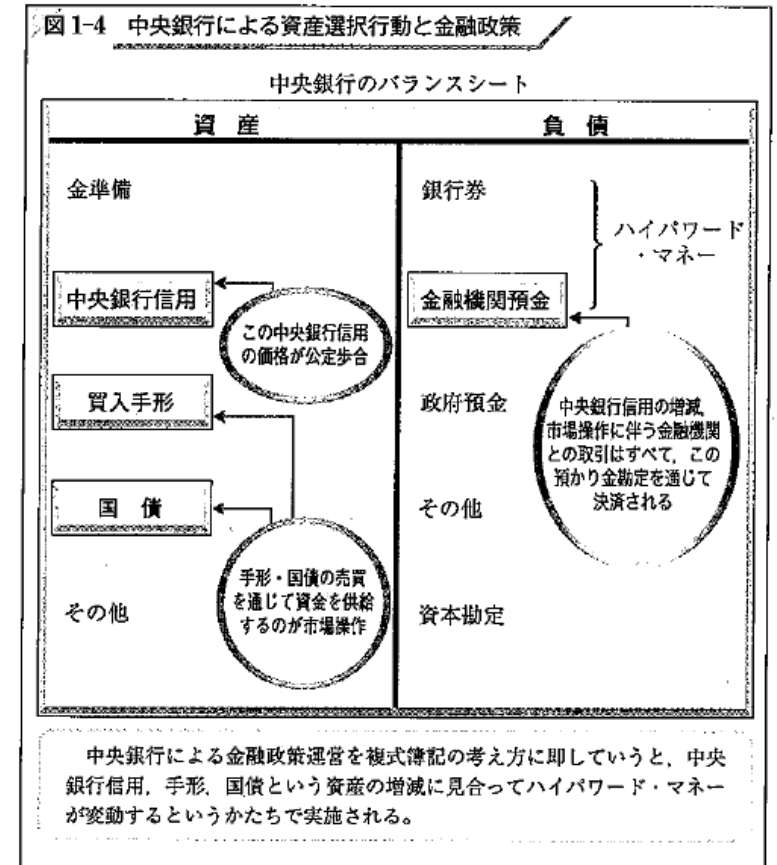 図1-4 中央銀行による資産選択行動と金融政策
中央銀行のバランスシート
資産
負債
金準備
中央銀行信用
この中央銀行信用
の価格が公定歩合
買入手形
国債
手形・国債の売買
を通じて資金を供給
するのが市場操作
その他
銀行券
ハイパワード
・マネー
金融機関預金
政府預金
中央銀行信用の増減,
市場操作に伴う金融機関
との取引はすべて,この
預かり金勘定を通じて
決済される
その他
資本勘定
中央銀行による金融政策運営を複式簿記の考え方に即していうと,中央
銀行信用,手形,国債という資産の増減に見合ってハイパワード・マネー
が変動するというかたちで実施される。